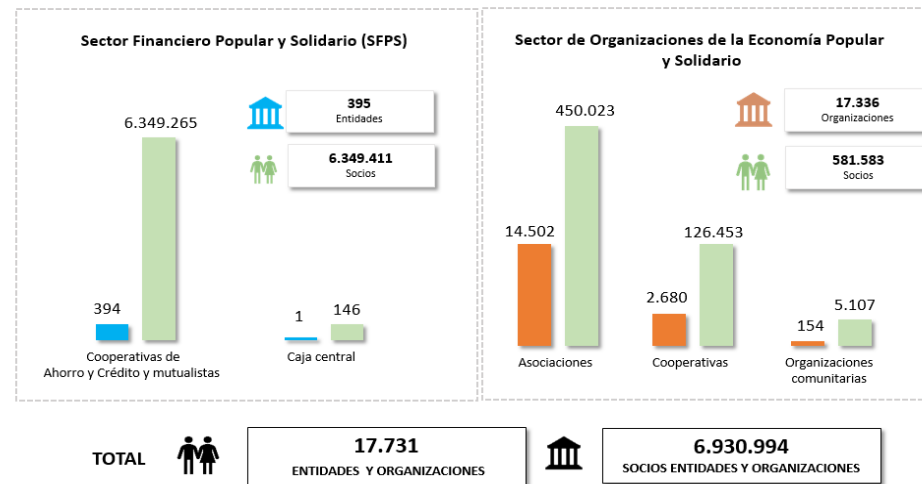 Sector Financiero Popular y Solidario (SFPS)
395
Entidades
6.349.411
Socios
6.349.265
394
1
146
Cooperativas de
Ahorro y Crédito y mutualistas
Caja central
Sector de Organizaciones de la Economía Popular
y Solidario
17.336
Organizaciones
581.583
Socios
450.023
14.502
126.453
2.680
154
5.107
Asociaciones
Cooperativas
Organizaciones
comunitarias
TOTAL
17.731
ENTIDADES Y ORGANIZACIONES
6.930.994
SOCIOS ENTIDADES Y ORGANIZACIONES